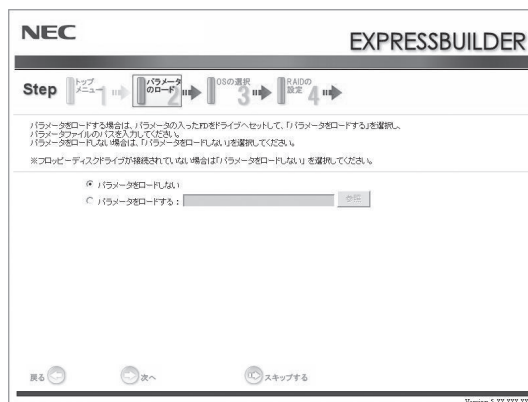 NEC
EXPRESSBUILDER
Step トップメニュー 1 パラメータのロード 2 OSの選択 3 RAIDの設定 4
パラメータをロードする場合は、パラメータの入ったFDをドライブへセットして、「パラメータをロードする」を選択し、
パラメータファイルのパスを入力してください。
パラメータをロードしない場合は、「パラメータをロードしない」を選択してください。
※フロッピーディスクドライブが接続されていない場合は「パラメータをロードしない」を選択してください。
パラメータをロードしない
パラメータをロードする：
参照
戻る 次へ スキップする